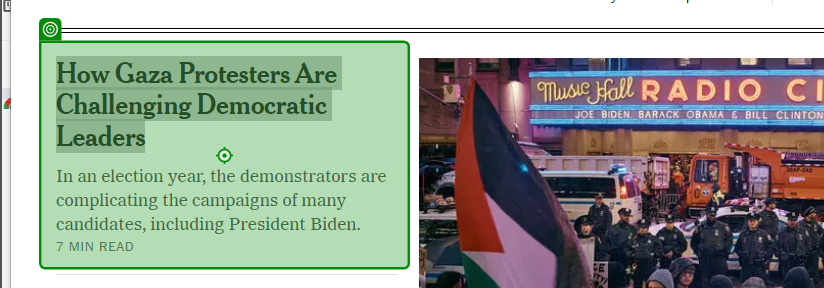 How Gaza Protesters Are
Challenging Democratic
Leaders
In an election year, the demonstrators are
complicating the campaigns of many
candidates, including President Biden.
7 MIN READ
Music Hall RADIO CI
JOE BIDEN BARACK OBAMA & BILL CLINTON